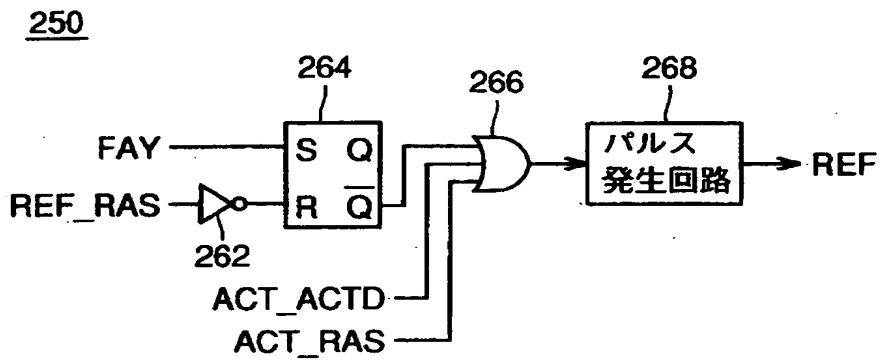 250
264
266
268
FAY
S Q
パルス
発生回路
REF
REF_RAS
R Q̅
262
ACT_ACTD
ACT_RAS